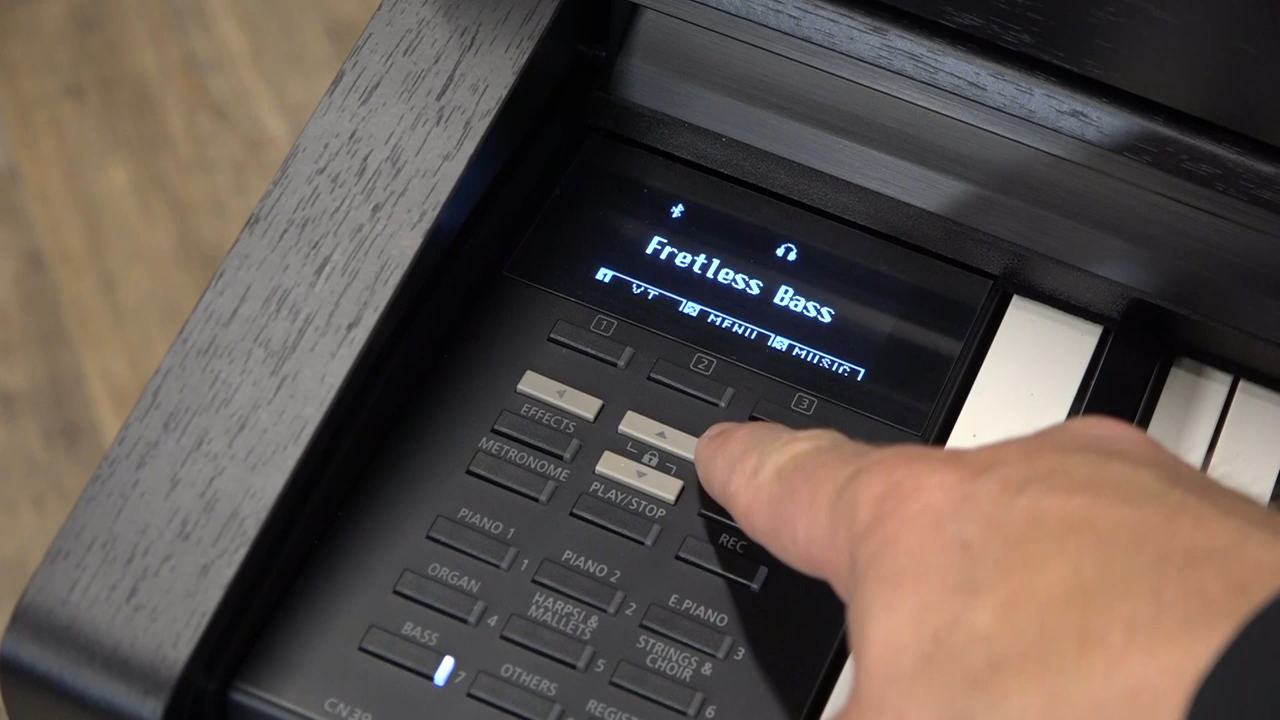 Fretless Bass
VT MENU MUSIC
1
2
3
EFFECTS
METRONOME
PLAY/STOP
REC
PIANO 1
1
PIANO 2
2
E.PIANO
3
ORGAN
4
HARPSI &
MALLETS
5
STRINGS &
CHOIR
6
BASS
7
OTHERS
CN39